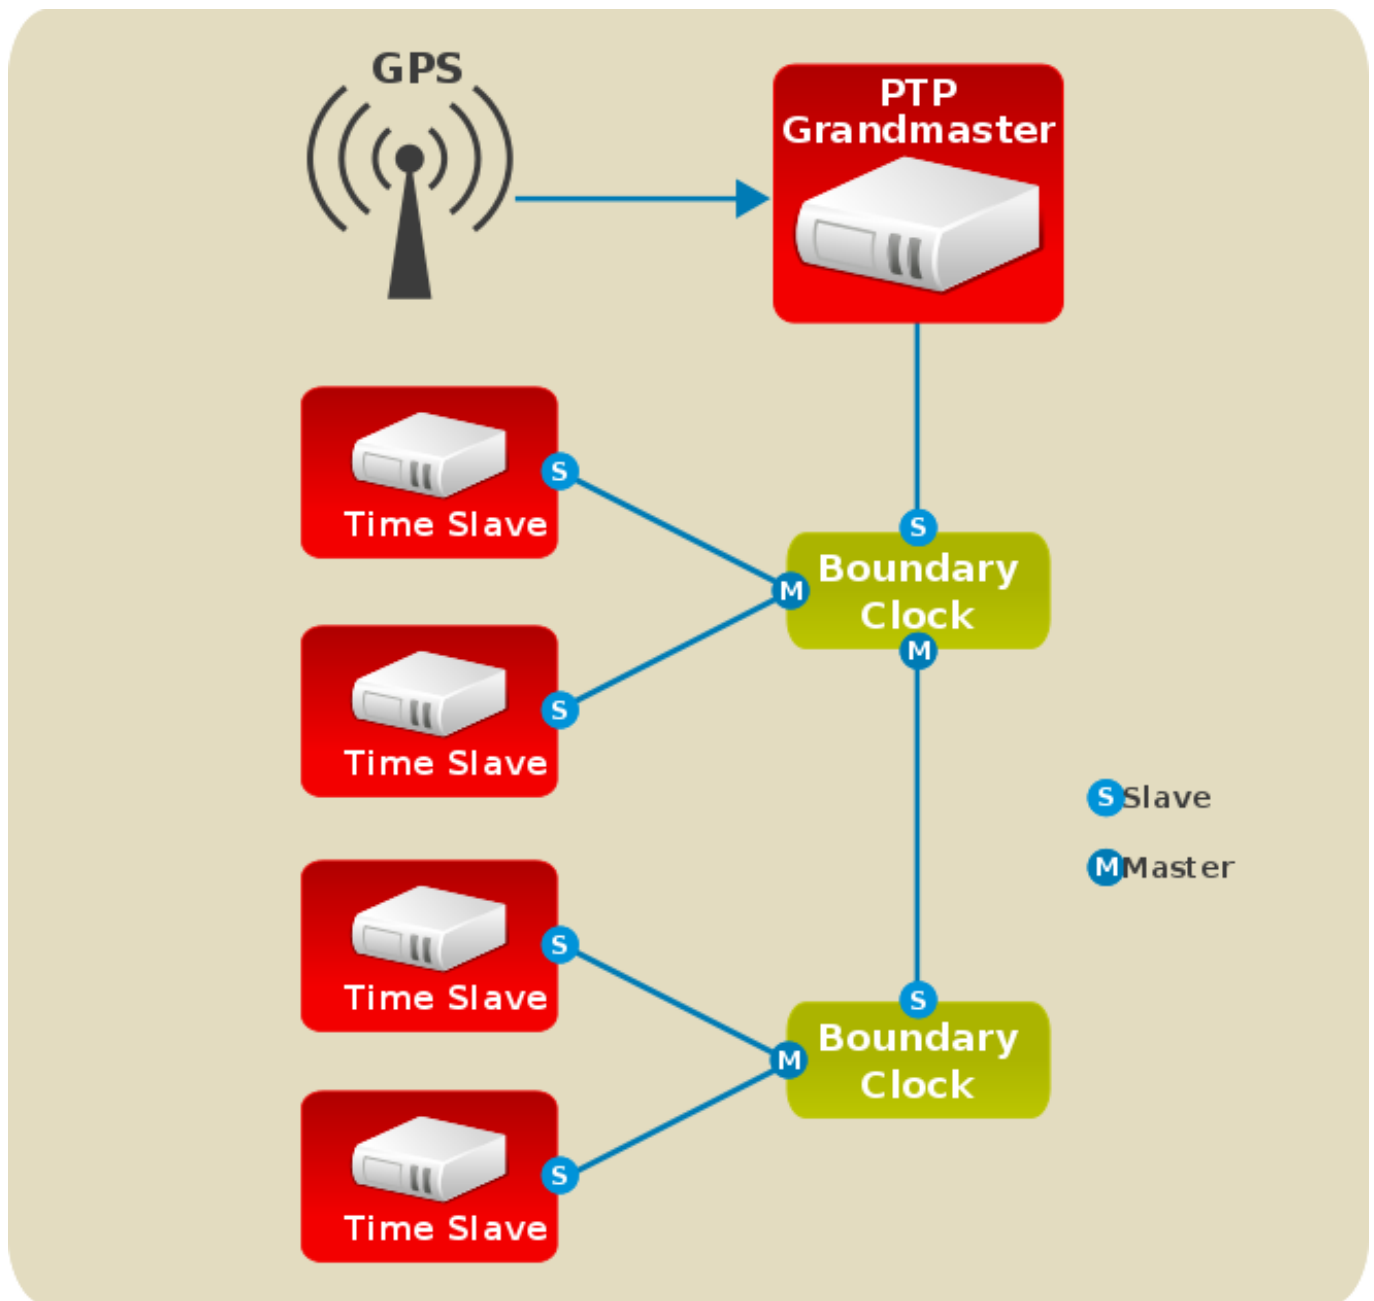 GPS
PTP
Grandmaster
S
Time Slave
S
Boundary
Clock
M
M
S
Time Slave
S Slave
M Master
S
Time Slave
S
Boundary
Clock
M
S
Time Slave